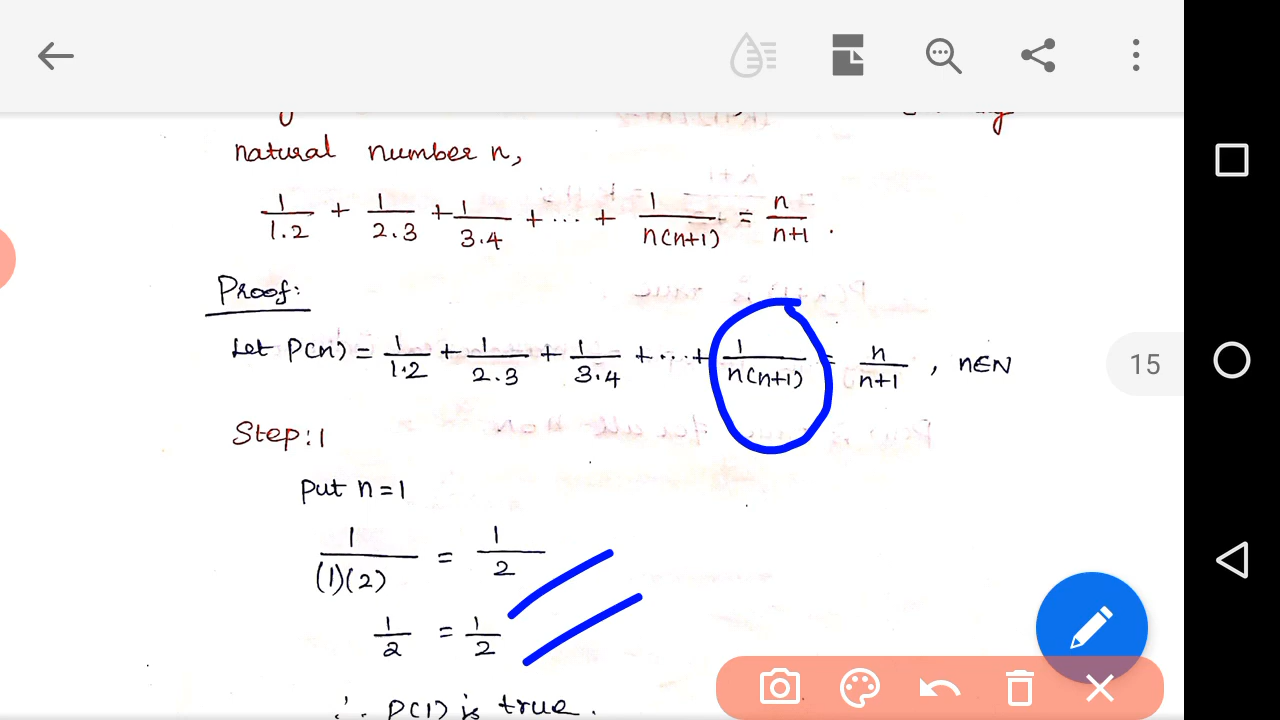 natural number n,
1/1.2 + 1/2.3 + 1/3.4 + ... + 1/n(n+1) = n/n+1 .
Proof:
Let P(n) = 1/1.2 + 1/2.3 + 1/3.4 + ... + 1/n(n+1) = n/n+1 , n∈N
15
Step:1
Put n=1
1/(1)(2) = 1/2
1/2 = 1/2
∴ P(1) is true.